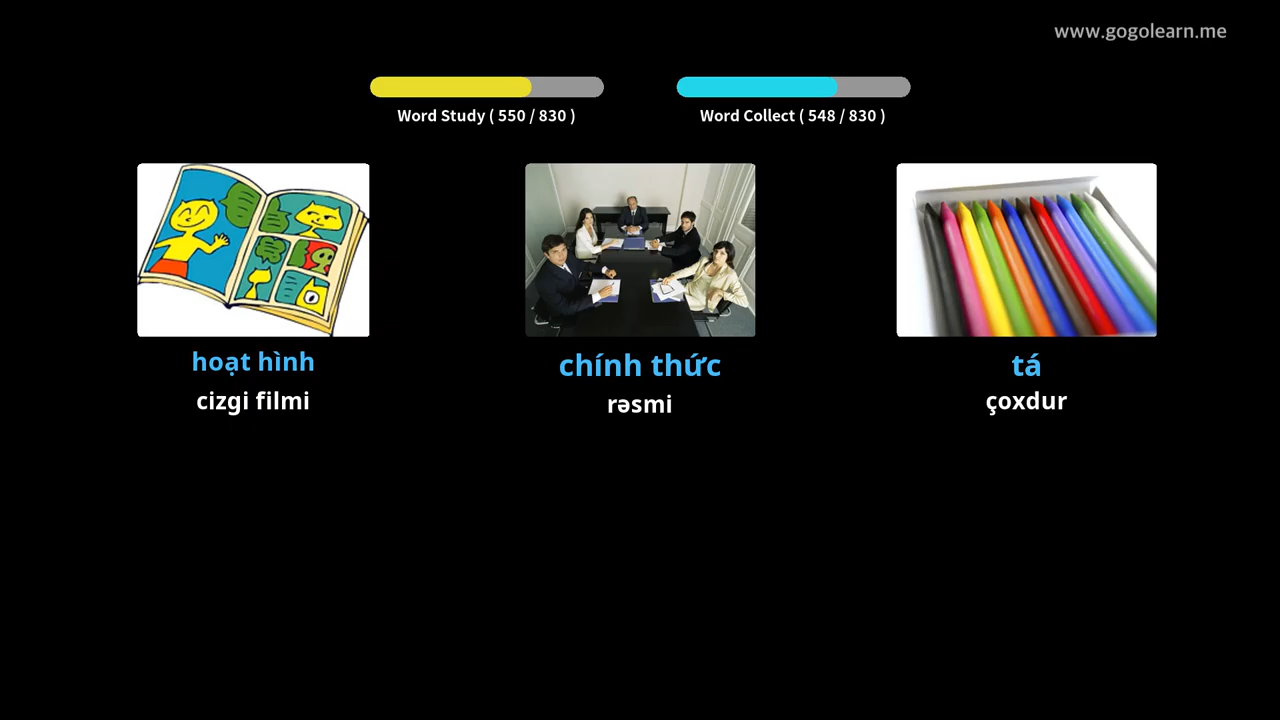 www.gogolearn.me
Word Study ( 550 / 830 )
Word Collect ( 548 / 830 )
hoạt hình
cizgi filmi
chính thức
rəsmi
tá
çoxdur